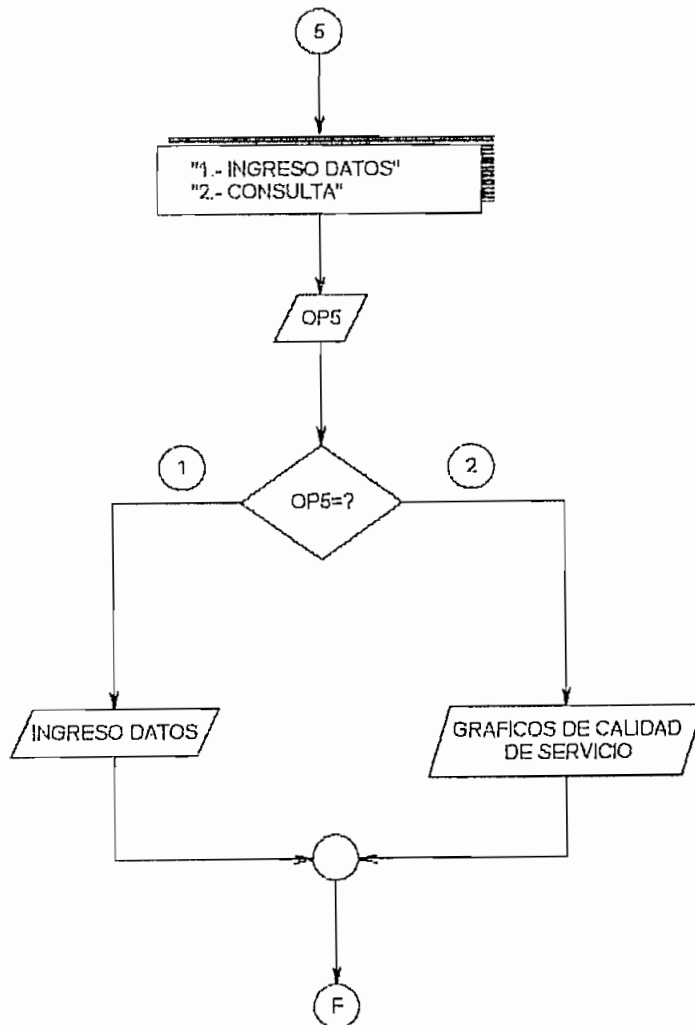 5
"1.- INGRESO DATOS"
"2.- CONSULTA"
OP5
1
2
OP5=?
INGRESO DATOS
GRAFICOS DE CALIDAD
DE SERVICIO
F